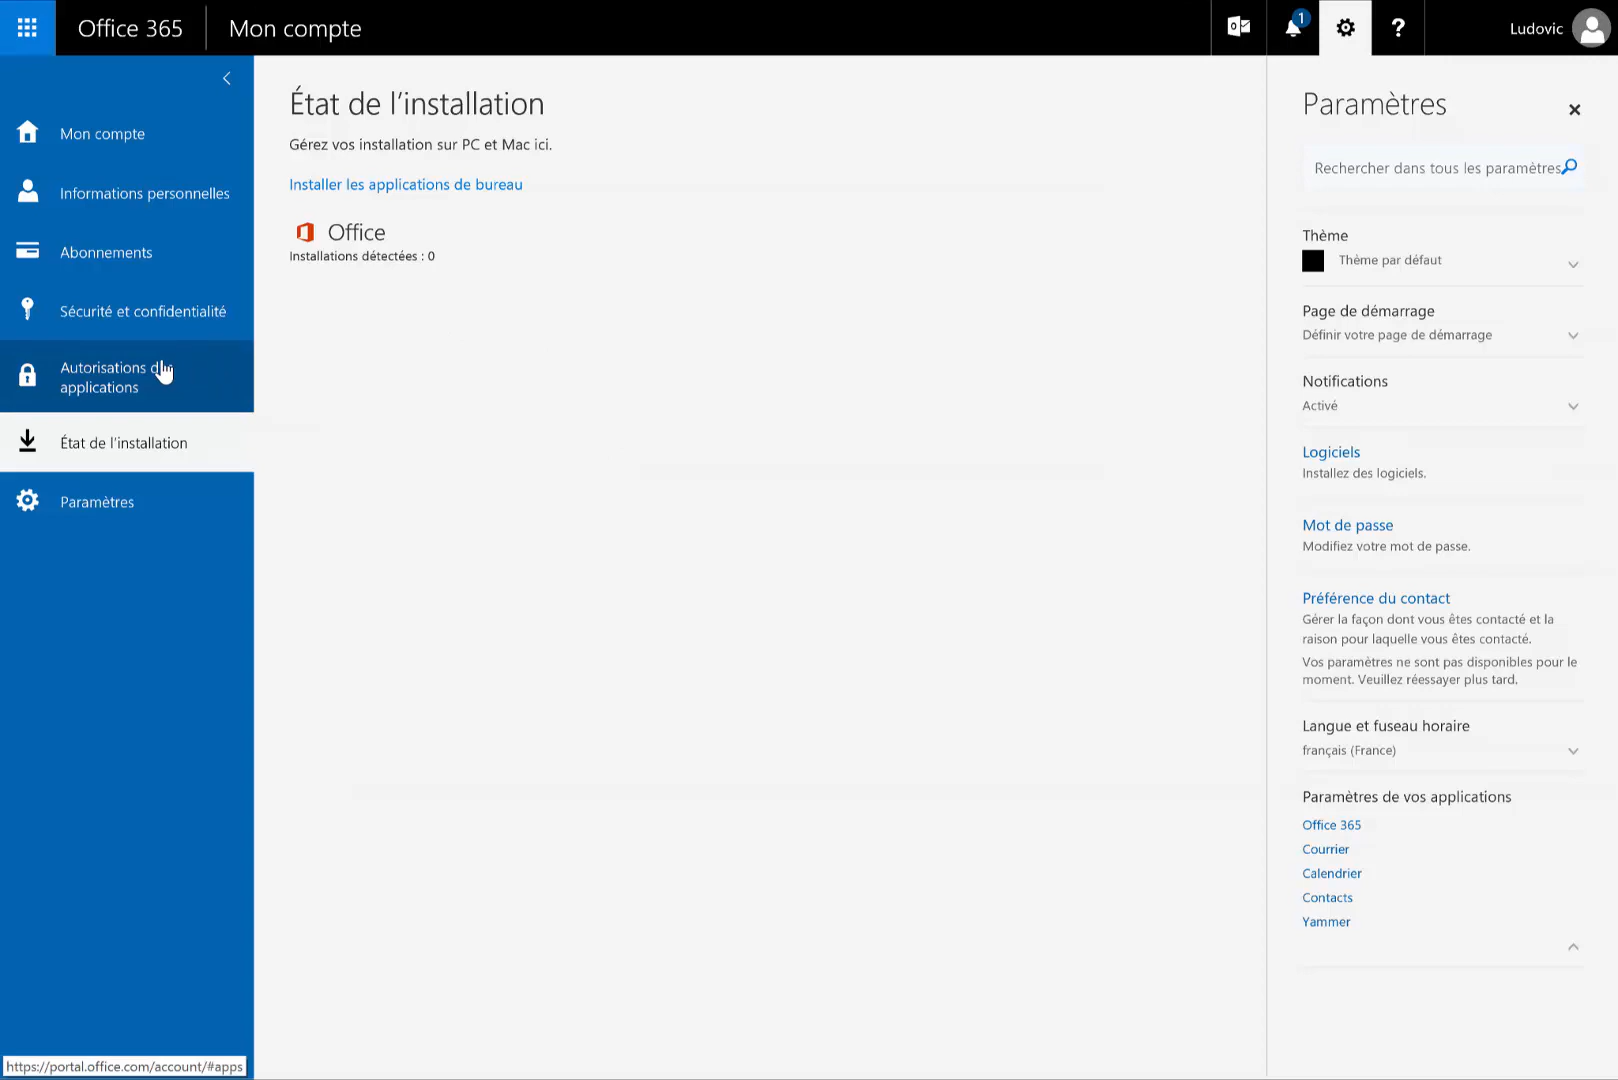 Office 365
Mon compte
1
?
Ludovic
Mon compte
Informations personnelles
Abonnements
Sécurité et confidentialité
Autorisations
applications
État de l'installation
Paramètres
https://portal.office.com/account/#apps
État de l'installation
Gérez vos installation sur PC et Mac ici.
Installer les applications de bureau
Office
Installations détectées : 0
Paramètres
Rechercher dans tous les paramètres
Thème
Thème par défaut
Page de démarrage
Définir votre page de démarrage
Notifications
Activé
Logiciels
Installez des logiciels.
Mot de passe
Modifiez votre mot de passe.
Préférence du contact
Gérer la façon dont vous êtes contacté et la
raison pour laquelle vous êtes contacté.
Vos paramètres ne sont pas disponibles pour le
moment. Veuillez réessayer plus tard.
Langue et fuseau horaire
français (France)
Paramètres de vos applications
Office 365
Courrier
Calendrier
Contacts
Yammer